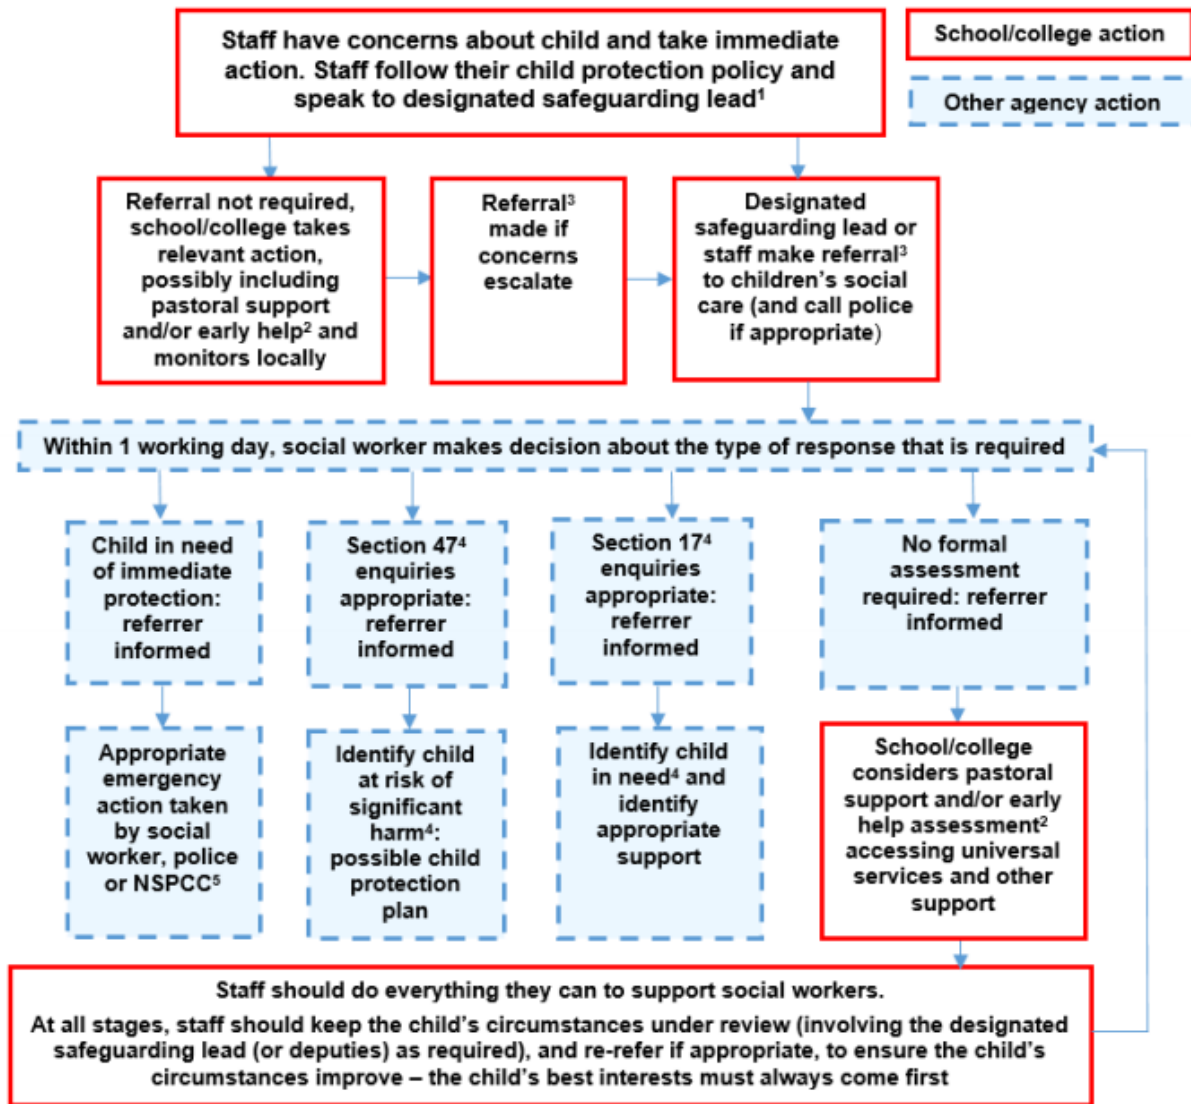 Staff have concerns about child and take immediate
action. Staff follow their child protection policy and
speak to designated safeguarding lead¹
School/college action
Other agency action
Referral not required,
school/college takes
relevant action,
possibly including
pastoral support
and/or early help² and
monitors locally
Referral³
made if
concerns
escalate
Designated
safeguarding lead or
staff make referral³
to children's social
care (and call police
if appropriate)
Within 1 working day, social worker makes decision about the type of response that is required
Child in need
of immediate
protection:
referrer
informed
Section 47⁴
enquiries
appropriate:
referrer
informed
Section 17⁴
enquiries
appropriate:
referrer
informed
No formal
assessment
required: referrer
informed
Appropriate
emergency
action taken
by social
worker, police
or NSPCC⁵
Identify child
at risk of
significant
harm⁴:
possible child
protection
plan
Identify child
in need⁴ and
identify
appropriate
support
School/college
considers pastoral
support and/or early
help assessment²
accessing universal
services and other
support
Staff should do everything they can to support social workers.
At all stages, staff should keep the child's circumstances under review (involving the designated
safeguarding lead (or deputies) as required), and re-refer if appropriate, to ensure the child's
circumstances improve – the child's best interests must always come first